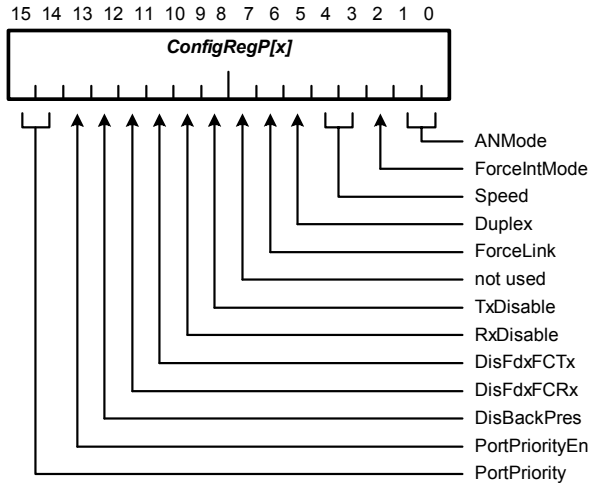 15 14 13 12 11 10 9 8 7 6 5 4 3 2 1 0
ConfigRegP[x]
ANMode
ForceIntMode
Speed
Duplex
ForceLink
not used
TxDisable
RxDisable
DisFdxFCTx
DisFdxFCRx
DisBackPres
PortPriorityEn
PortPriority